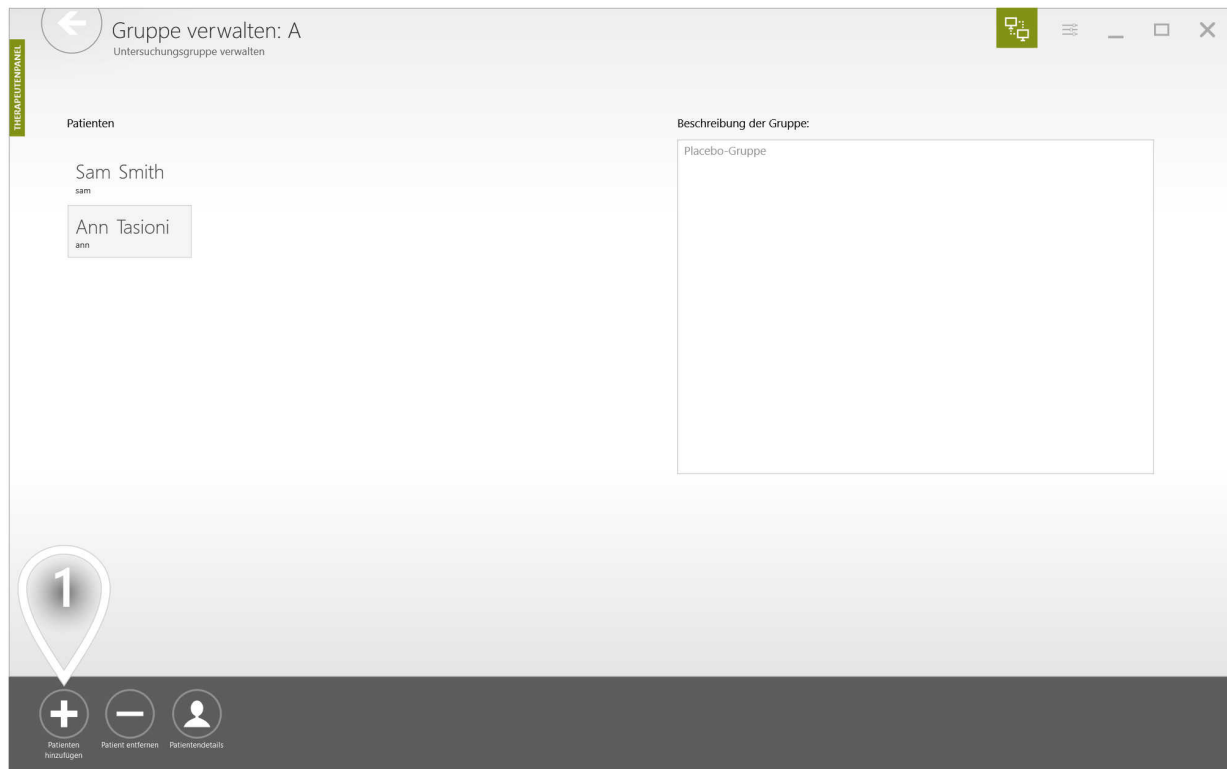 Gruppe verwalten: A
Untersuchungsgruppe verwalten
THERAPEUTENPANEL
Patienten
Sam Smith
sam
Ann Tasioni
ann
Beschreibung der Gruppe:
Placebo-Gruppe
1
Patienten
hinzufügen
Patient entfernen
Patientendetails